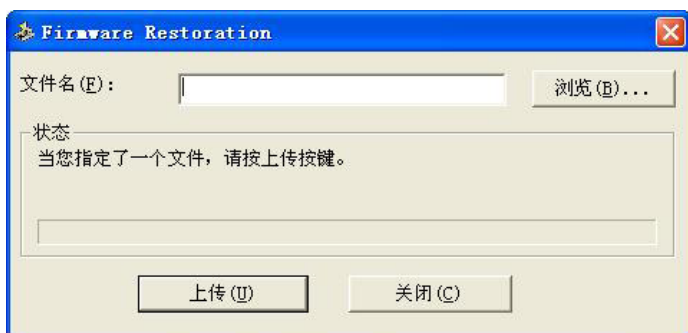 Firmware Restoration
文件名(F):
浏览(B)...
状态
当您指定了一个文件，请按上传按键。
上传(U)
关闭(C)